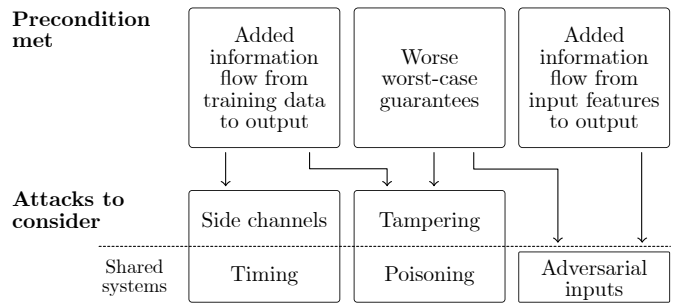 Precondition
met
Added
information
flow from
training data
to output
Worse
worst-case
guarantees
Added
information
flow from
input features
to output
Attacks to
consider
Side channels
Tampering
Shared
systems
Timing
Poisoning
Adversarial
inputs